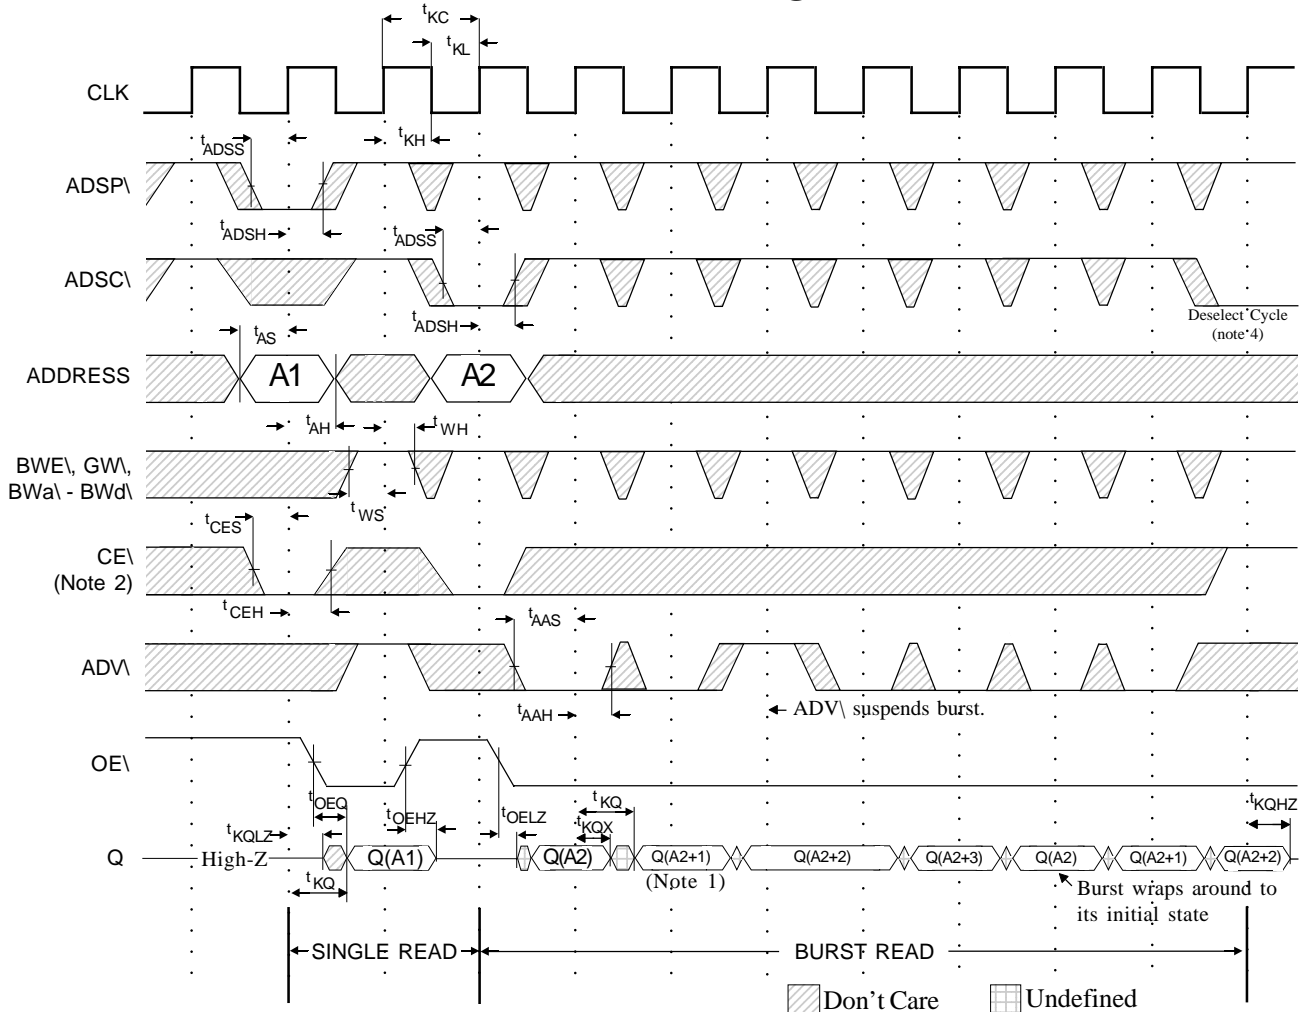 tKC
tKL
CLK
tKH
tADSS
ADSP\
tADSH
tADSS
ADSC\
tADSH
Deselect Cycle
(note 4)
tAS
ADDRESS
A1
A2
tAH
tWH
BWE\, GW\,
BWa\ - BWd\
tWS
tCES
CE\
(Note 2)
tCEH
tAAS
ADV\
tAAH
ADV\ suspends burst.
OE\
tOEQ
tOEHZ
tOELZ
tKQ
tKQX
tKQHZ
tKQLZ
Q
High-Z
Q(A1)
Q(A2)
Q(A2+1)
Q(A2+2)
Q(A2+3)
Q(A2)
Q(A2+1)
Q(A2+2)
(Note 1)
tKQ
Burst wraps around to
its initial state
SINGLE READ
BURST READ
Don't Care
Undefined